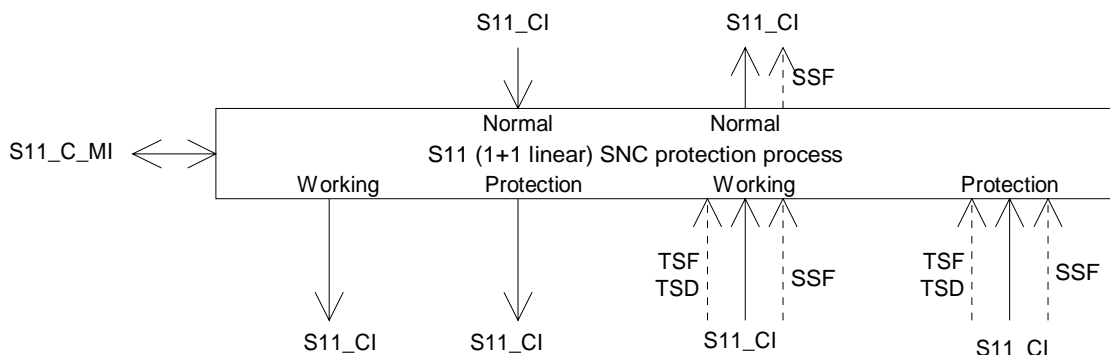 S11_CI S11_CI
SSF
Normal Normal
S11_C_MI
S11 (1+1 linear) SNC protection process
Working Protection Working Protection
TSF SSF TSF SSF
TSD TSD
S11_CI S11_CI S11_CI S11_CI